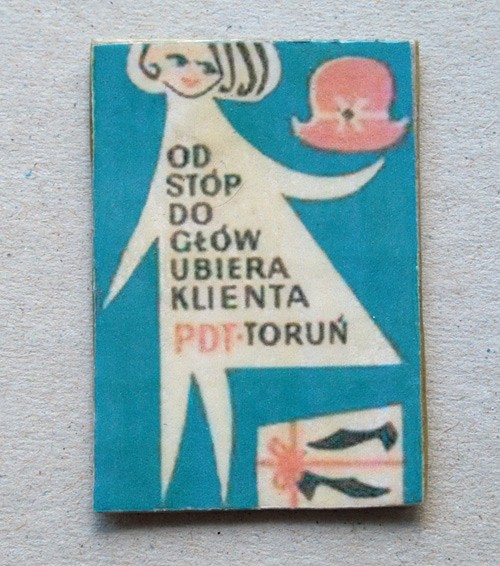 OD
STÓP
DO
GŁÓW
UBIERA
KLIENTA
PDT·TORUŃ